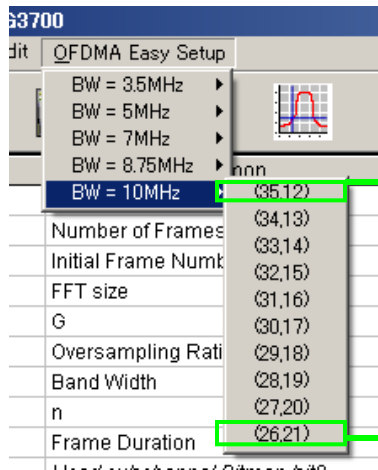 G3700
dit OFDMA Easy Setup
BW = 3.5MHz
BW = 5MHz
BW = 7MHz
BW = 8.75MHz
BW = 10MHz
(35,12)
(34,13)
(33,14)
(32,15)
(31,16)
(30,17)
(29,18)
(28,19)
(27,20)
(26,21)
Number of Frames
Initial Frame Numb
FFT size
G
Oversampling Rati
Band Width
n
Frame Duration